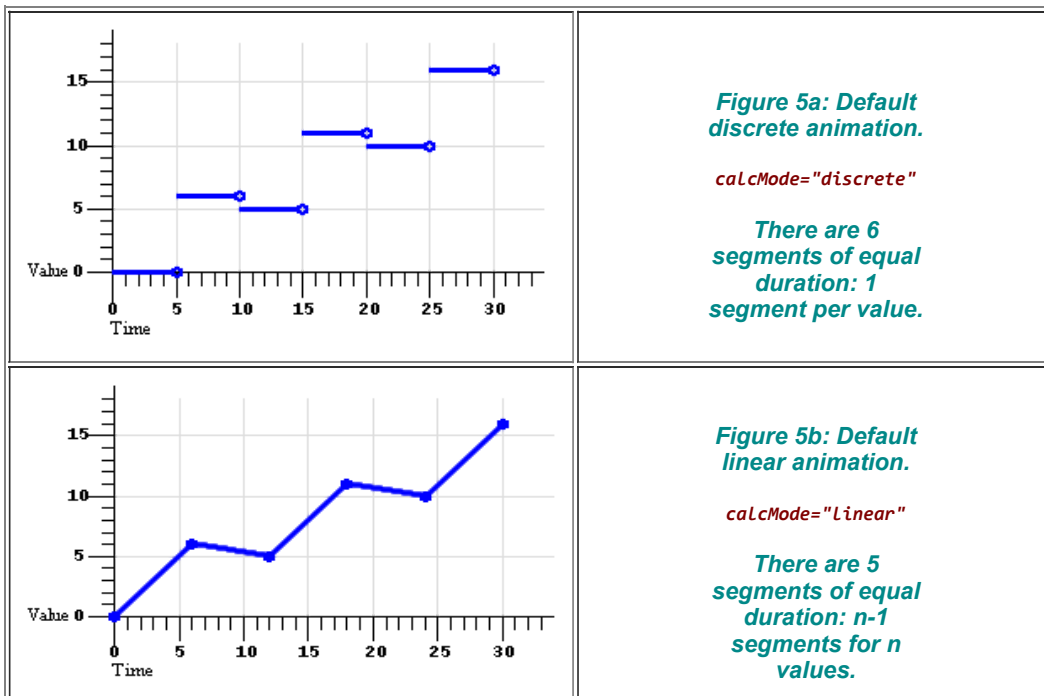 15
10
5
Value 0
0 5 10 15 20 25 30
Time
Figure 5a: Default
discrete animation.
calcMode="discrete"
There are 6
segments of equal
duration: 1
segment per value.
15
10
5
Value 0
0 5 10 15 20 25 30
Time
Figure 5b: Default
linear animation.
calcMode="linear"
There are 5
segments of equal
duration: n-1
segments for n
values.